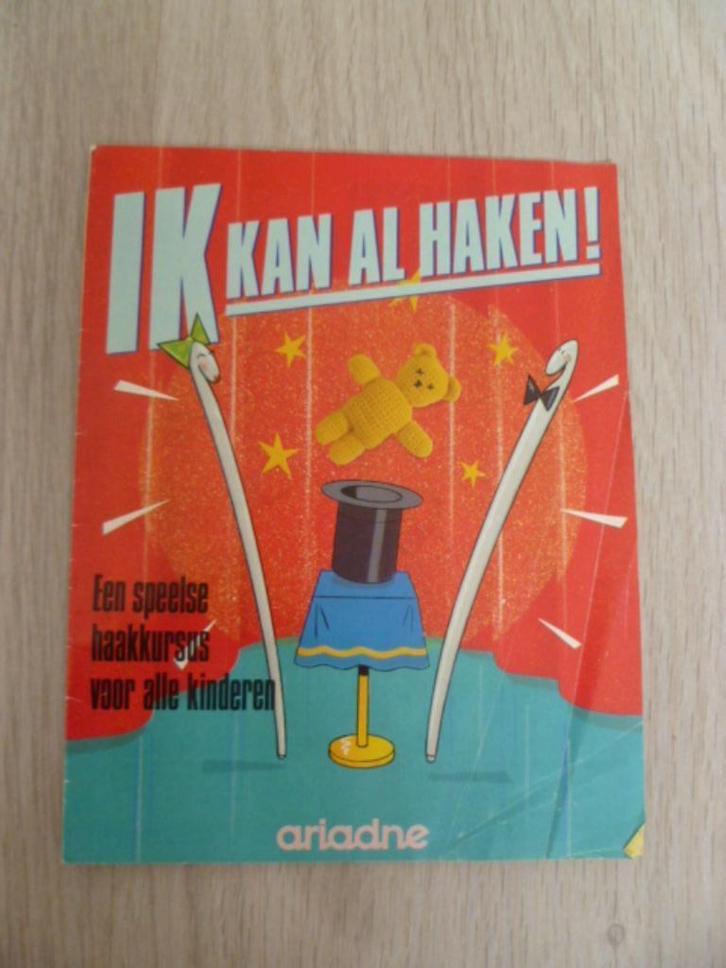 IK KAN AL HAKEN!
Een speelse
haakkursus
voor alle kinderen
ariadne